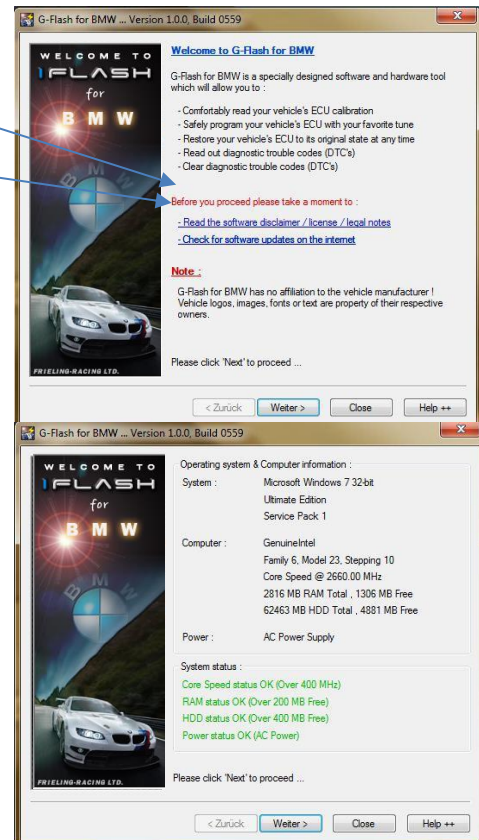 G-Flash for BMW ... Version 1.0.0, Build 0559
WELCOME TO
IFLASH
for
BMW
BMW
FRIELING-RACING LTD.
Welcome to G-Flash for BMW
G-Flash for BMW is a specially designed software and hardware tool
which will allow you to :
- Comfortably read your vehicle's ECU calibration
- Safely program your vehicle's ECU with your favorite tune
- Restore your vehicle's ECU to its original state at any time
- Read out diagnostic trouble codes (DTC's)
- Clear diagnostic trouble codes (DTC's)
Before you proceed please take a moment to :
- Read the software disclaimer / license / legal notes
- Check for software updates on the internet
Note :
G-Flash for BMW has no affiliation to the vehicle manufacturer !
Vehicle logos, images, fonts or text are property of their respective
owners.
Please click 'Next' to proceed ...
< Zurück Weiter > Close Help ++
G-Flash for BMW ... Version 1.0.0, Build 0559
WELCOME TO
IFLASH
for
BMW
BMW
FRIELING-RACING LTD.
Operating system & Computer information :
System : Microsoft Windows 7 32-bit
Ultimate Edition
Service Pack 1
Computer : GenuineIntel
Family 6, Model 23, Stepping 10
Core Speed @ 2660.00 MHz
2816 MB RAM Total , 1306 MB Free
62463 MB HDD Total , 4881 MB Free
Power : AC Power Supply
System status :
Core Speed status OK (Over 400 MHz)
RAM status OK (Over 200 MB Free)
HDD status OK (Over 400 MB Free)
Power status OK (AC Power)
Please click 'Next' to proceed ...
< Zurück Weiter > Close Help ++